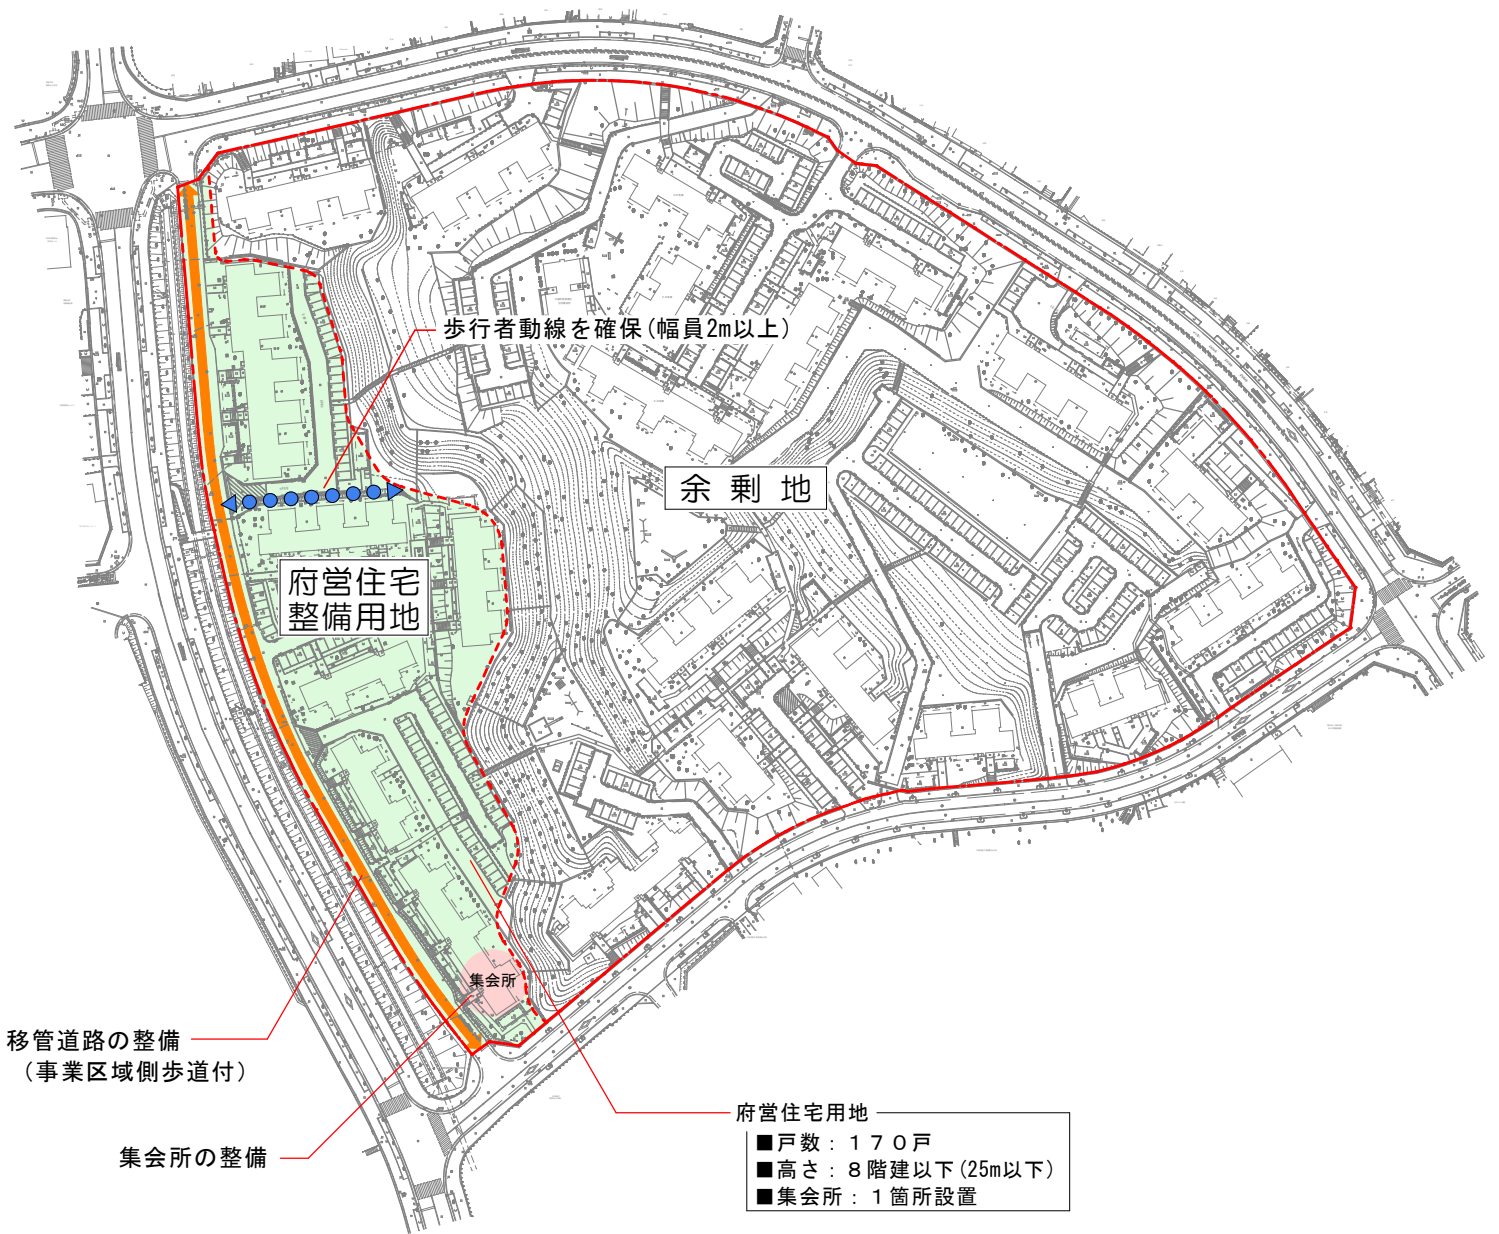 歩行者動線を確保(幅員2m以上)
余剰地
府営住宅
整備用地
集会所
移管道路の整備
(事業区域側歩道付)
集会所の整備
府営住宅用地
■戸数:170戸
■高さ:8階建以下(25m以下)
■集会所:1箇所設置